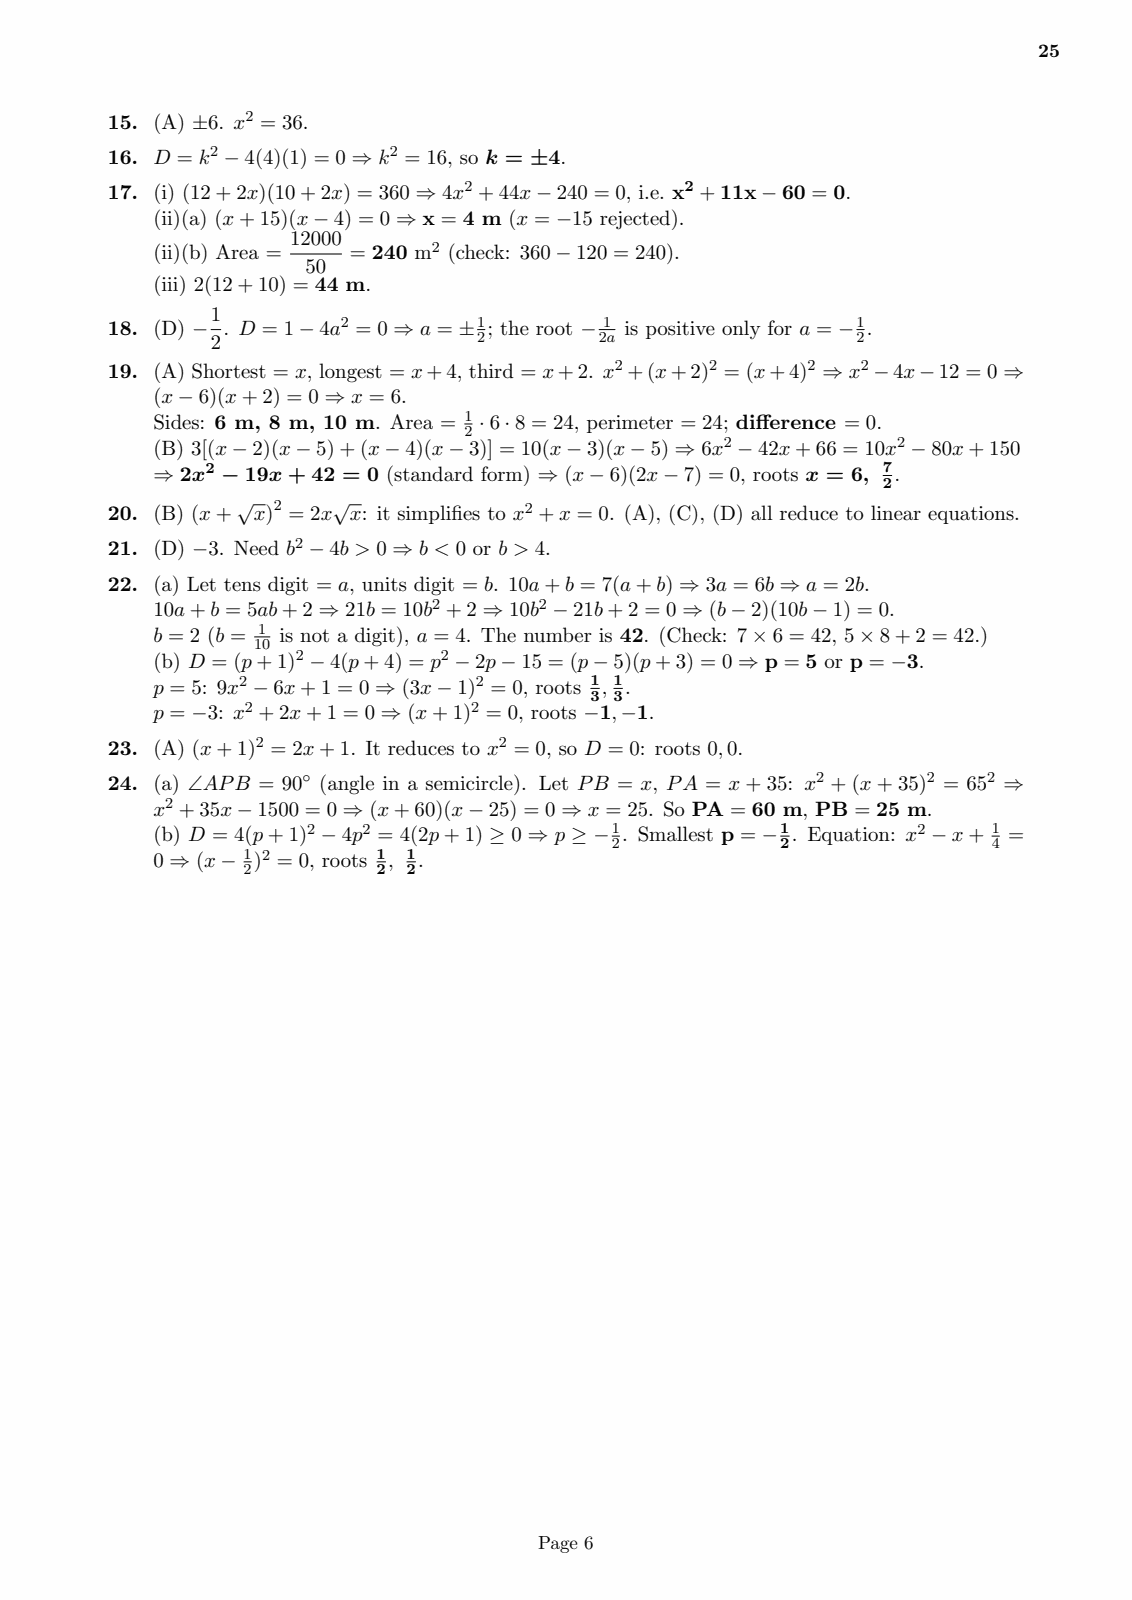 25
15. (A) ±6. x² = 36.
16. D = k² − 4(4)(1) = 0 ⇒ k² = 16, so k = ±4.
17. (i) (12 + 2x)(10 + 2x) = 360 ⇒ 4x² + 44x − 240 = 0, i.e. x² + 11x − 60 = 0.
(ii)(a) (x + 15)(x − 4) = 0 ⇒ x = 4 m (x = −15 rejected).
(ii)(b) Area = 12000/50 = 240 m² (check: 360 − 120 = 240).
(iii) 2(12 + 10) = 44 m.
18. (D) −1/2. D = 1 − 4a² = 0 ⇒ a = ±1/2; the root −1/2a is positive only for a = −1/2.
19. (A) Shortest = x, longest = x + 4, third = x + 2. x² + (x + 2)² = (x + 4)² ⇒ x² − 4x − 12 = 0 ⇒
(x − 6)(x + 2) = 0 ⇒ x = 6.
Sides: 6 m, 8 m, 10 m. Area = 1/2 · 6 · 8 = 24, perimeter = 24; difference = 0.
(B) 3[(x − 2)(x − 5) + (x − 4)(x − 3)] = 10(x − 3)(x − 5) ⇒ 6x² − 42x + 66 = 10x² − 80x + 150
⇒ 2x² − 19x + 42 = 0 (standard form) ⇒ (x − 6)(2x − 7) = 0, roots x = 6, 7/2.
20. (B) (x + √x)² = 2x√x: it simplifies to x² + x = 0. (A), (C), (D) all reduce to linear equations.
21. (D) −3. Need b² − 4b > 0 ⇒ b < 0 or b > 4.
22. (a) Let tens digit = a, units digit = b. 10a + b = 7(a + b) ⇒ 3a = 6b ⇒ a = 2b.
10a + b = 5ab + 2 ⇒ 21b = 10b² + 2 ⇒ 10b² − 21b + 2 = 0 ⇒ (b − 2)(10b − 1) = 0.
b = 2 (b = 1/10 is not a digit), a = 4. The number is 42. (Check: 7 × 6 = 42, 5 × 8 + 2 = 42.)
(b) D = (p + 1)² − 4(p + 4) = p² − 2p − 15 = (p − 5)(p + 3) = 0 ⇒ p = 5 or p = −3.
p = 5: 9x² − 6x + 1 = 0 ⇒ (3x − 1)² = 0, roots 1/3, 1/3.
p = −3: x² + 2x + 1 = 0 ⇒ (x + 1)² = 0, roots −1, −1.
23. (A) (x + 1)² = 2x + 1. It reduces to x² = 0, so D = 0: roots 0, 0.
24. (a) ∠APB = 90° (angle in a semicircle). Let PB = x, PA = x + 35: x² + (x + 35)² = 65² ⇒
x² + 35x − 1500 = 0 ⇒ (x + 60)(x − 25) = 0 ⇒ x = 25. So PA = 60 m, PB = 25 m.
(b) D = 4(p + 1)² − 4p² = 4(2p + 1) ≥ 0 ⇒ p ≥ −1/2. Smallest p = −1/2. Equation: x² − x + 1/4 =
0 ⇒ (x − 1/2)² = 0, roots 1/2, 1/2.
Page 6